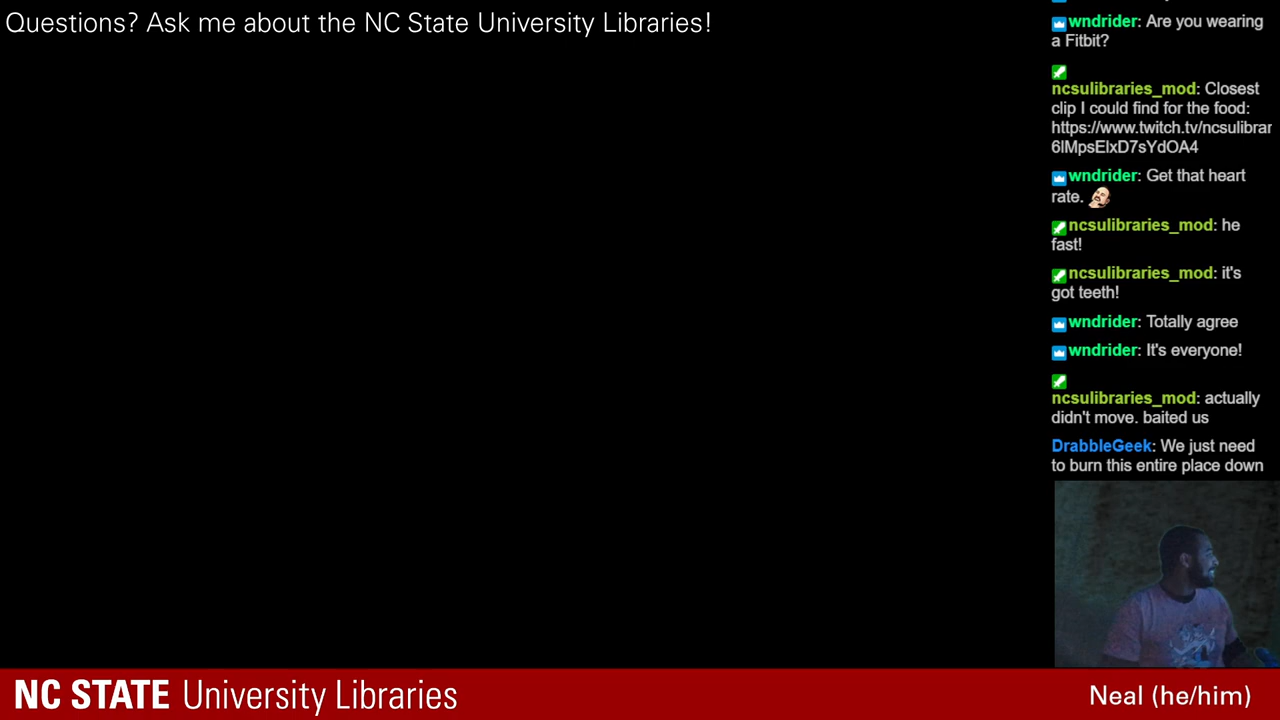 Questions? Ask me about the NC State University Libraries!
wndrider: Are you wearing
a Fitbit?
ncsulibraries_mod: Closest
clip I could find for the food:
https://www.twitch.tv/ncsulibrar
6lMpsElxD7sYdOA4
wndrider: Get that heart
rate.
ncsulibraries_mod: he
fast!
ncsulibraries_mod: it's
got teeth!
wndrider: Totally agree
wndrider: It's everyone!
ncsulibraries_mod: actually
didn't move. baited us
DrabbleGeek: We just need
to burn this entire place down
NC STATE University Libraries
Neal (he/him)